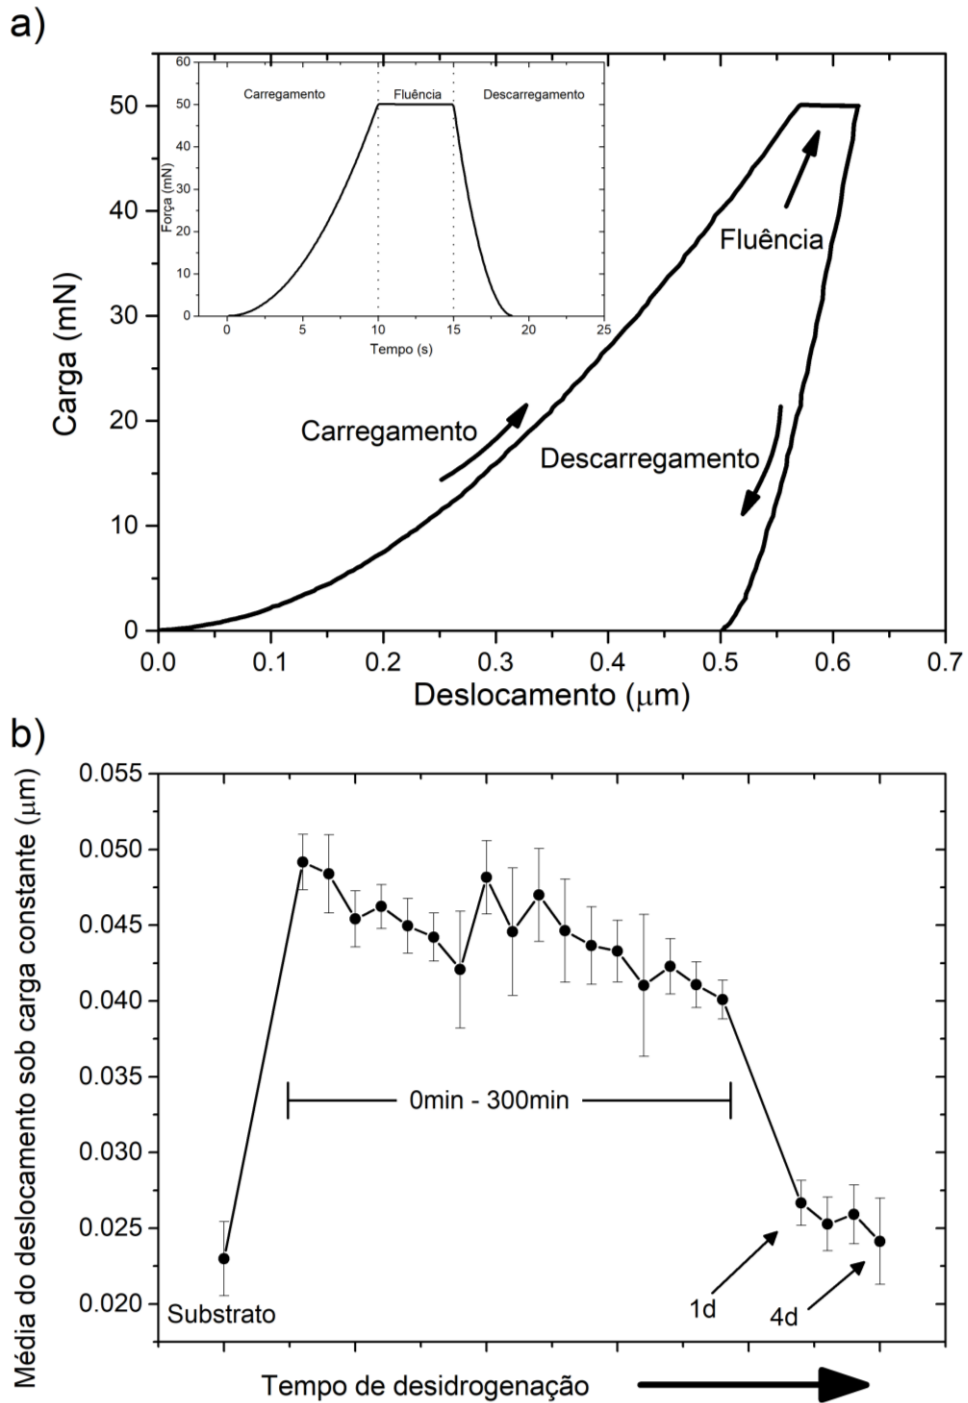 a)
60
50
40
30
20
10
0
Força (mN)
Carregamento
Fluência
Descarregamento
0
5
10
15
20
25
Tempo (s)
50
40
30
20
10
0
Carga (mN)
Fluência
Carregamento
Descarregamento
0.0
0.1
0.2
0.3
0.4
0.5
0.6
0.7
Deslocamento (μm)
b)
Média do deslocamento sob carga constante (μm)
0.055
0.050
0.045
0.040
0.035
0.030
0.025
0.020
0min - 300min
1d
4d
Substrato
Tempo de desidrogenação